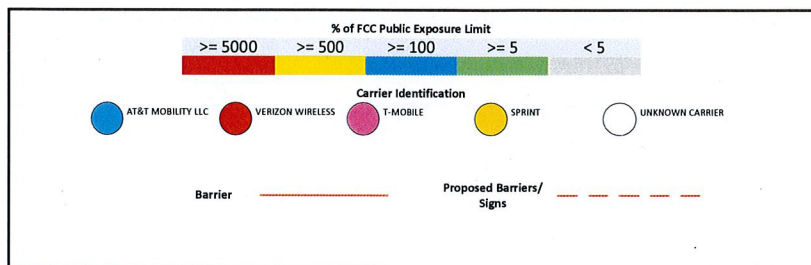 % of FCC Public Exposure Limit
>= 5000 >= 500 >= 100 >= 5 < 5
Carrier Identification
AT&T MOBILITY LLC VERIZON WIRELESS T-MOBILE SPRINT UNKNOWN CARRIER
Barrier Proposed Barriers/
Signs